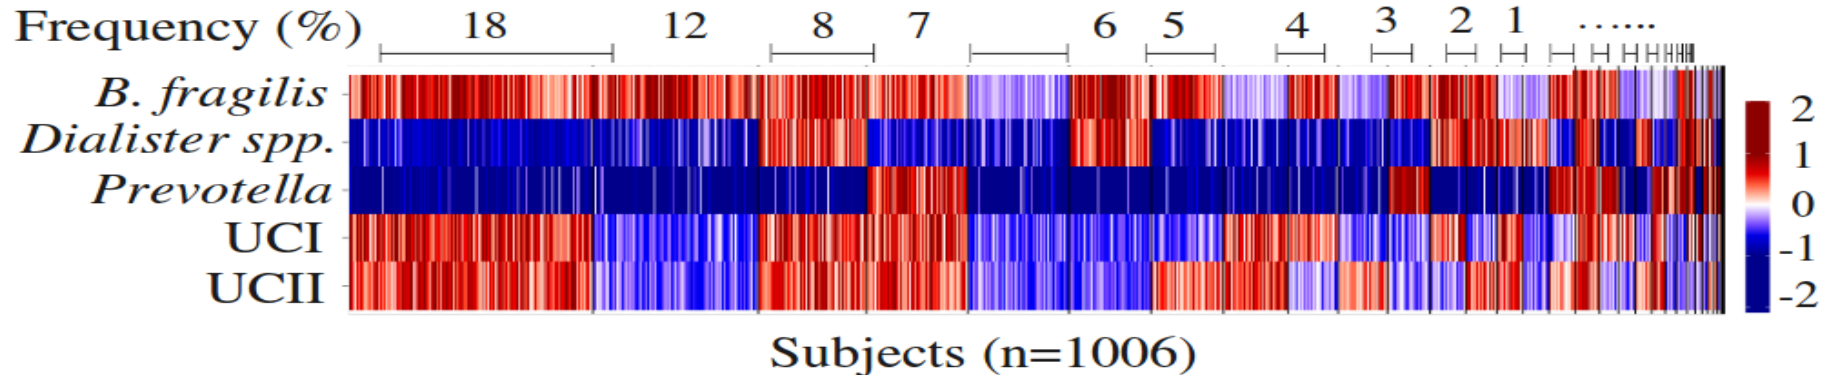 Frequency (%) 18 12 8 7 6 5 4 3 2 1 .......
B. fragilis
Dialister spp.
Prevotella
UCI
UCII
2
1
0
-1
-2
Subjects (n=1006)